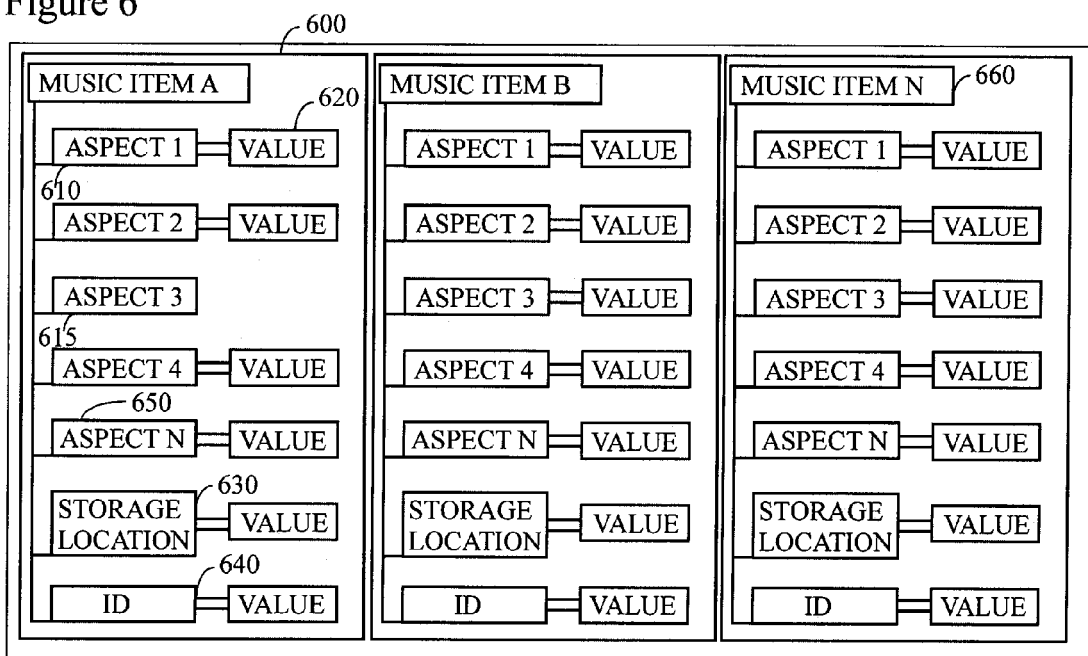 Figure 6
600
MUSIC ITEM A
620
ASPECT 1
VALUE
610
ASPECT 2
VALUE
ASPECT 3
615
ASPECT 4
VALUE
650
ASPECT N
VALUE
630
STORAGE
LOCATION
VALUE
640
ID
VALUE
MUSIC ITEM B
ASPECT 1
VALUE
ASPECT 2
VALUE
ASPECT 3
VALUE
ASPECT 4
VALUE
ASPECT N
VALUE
STORAGE
LOCATION
VALUE
ID
VALUE
MUSIC ITEM N
660
ASPECT 1
VALUE
ASPECT 2
VALUE
ASPECT 3
VALUE
ASPECT 4
VALUE
ASPECT N
VALUE
STORAGE
LOCATION
VALUE
ID
VALUE